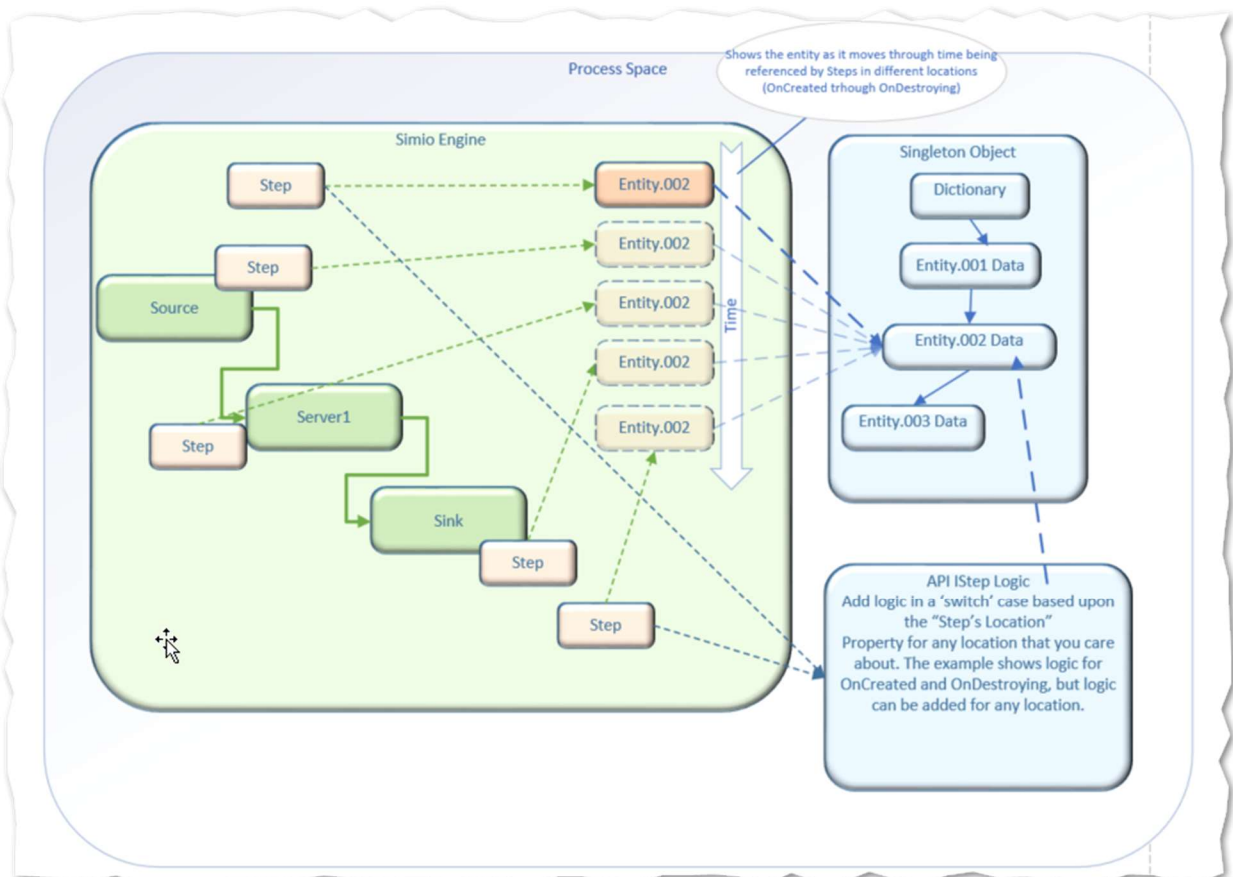 Process Space
Shows the entity as it moves through time being
referenced by Steps in different locations
(OnCreated trhough OnDestroying)
Simio Engine
Step
Entity.002
Step
Entity.002
Source
Entity.002
Time
Entity.002
Server1
Step
Entity.002
Sink
Step
Step
Singleton Object
Dictionary
Entity.001 Data
Entity.002 Data
Entity.003 Data
API IStep Logic
Add logic in a ‘switch’ case based upon
the “Step’s Location”
Property for any location that you care
about. The example shows logic for
OnCreated and OnDestroying, but logic
can be added for any location.